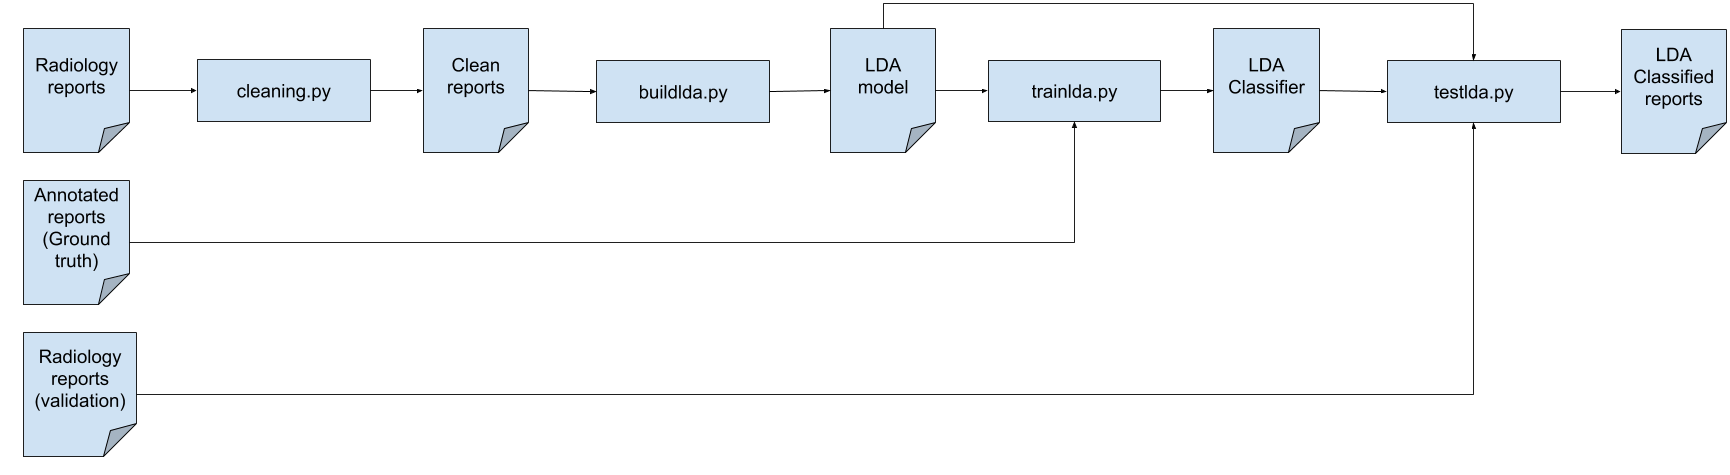 Radiology
reports
cleaning.py
Clean
reports
buildlda.py
LDA
model
trainlda.py
LDA
Classifier
testlda.py
LDA
Classified
reports
Annotated
reports
(Ground
truth)
Radiology
reports
(validation)